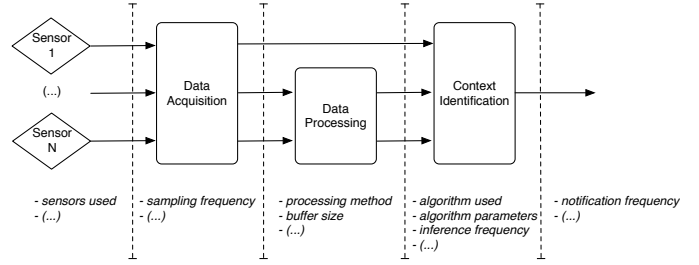 Sensor
1
(...)
Sensor
N
Data
Acquisition
Data
Processing
Context
Identification
- sensors used
- (...)
- sampling frequency
- (...)
- processing method
- buffer size
- (...)
- algorithm used
- algorithm parameters
- inference frequency
- (...)
- notification frequency
- (...)